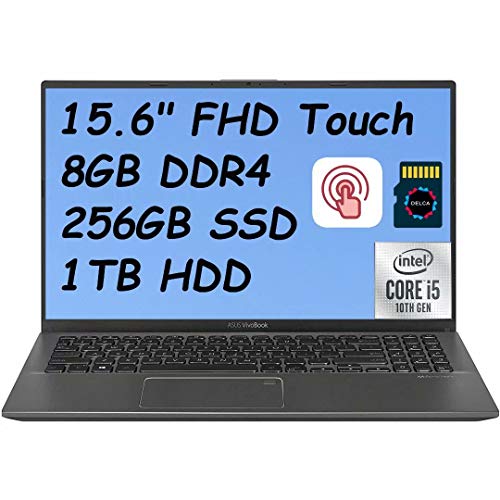 15.6" FHD Touch
8GB DDR4
256GB SSD
1TB HDD
DELCA
intel
CORE i5
10TH GEN
ASUS VivoBook